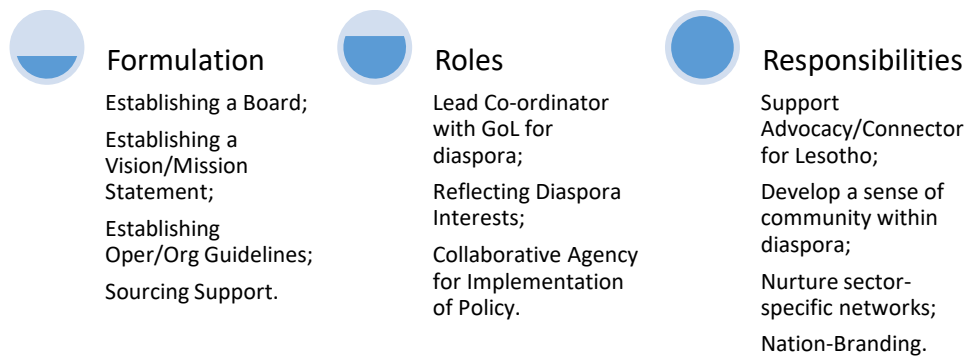 Formulation
Establishing a Board;
Establishing a
Vision/Mission
Statement;
Establishing
Oper/Org Guidelines;
Sourcing Support.
Roles
Lead Co-ordinator
with GoL for
diaspora;
Reflecting Diaspora
Interests;
Collaborative Agency
for Implementation
of Policy.
Responsibilities
Support
Advocacy/Connector
for Lesotho;
Develop a sense of
community within
diaspora;
Nurture sector-
specific networks;
Nation-Branding.